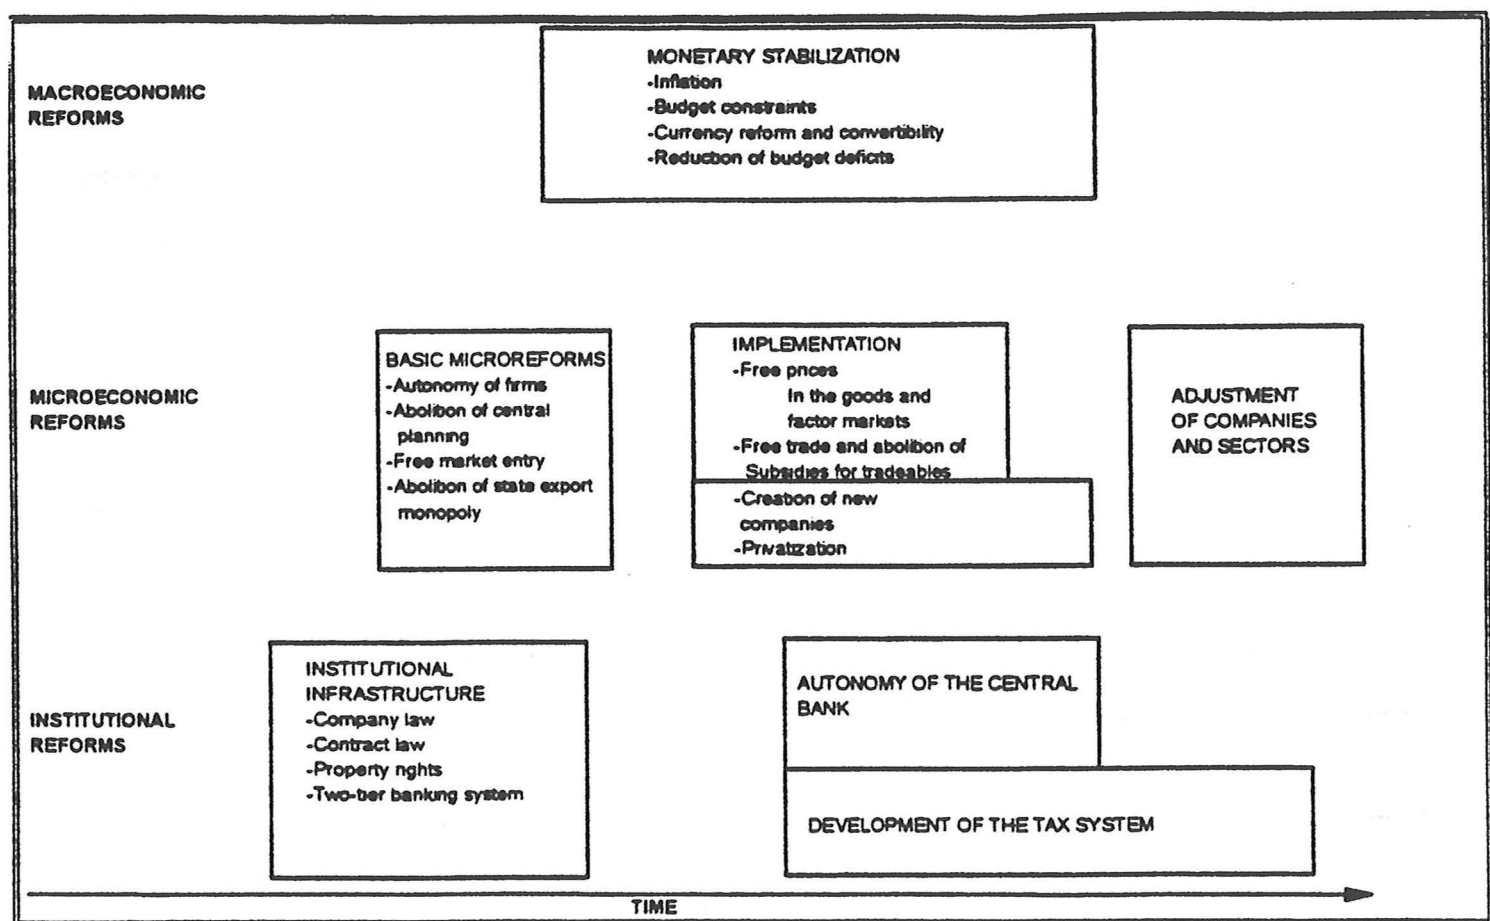 MACROECONOMIC
REFORMS
MONETARY STABILIZATION
-Inflation
-Budget constraints
-Currency reform and convertibility
-Reduction of budget deficits
MICROECONOMIC
REFORMS
BASIC MICROREFORMS
-Autonomy of firms
-Abolition of central
planning
-Free market entry
-Abolition of state export
monopoly
IMPLEMENTATION
-Free prices
In the goods and
factor markets
-Free trade and abolition of
Subsidies for tradeables
-Creation of new
companies
-Privatization
ADJUSTMENT
OF COMPANIES
AND SECTORS
INSTITUTIONAL
REFORMS
INSTITUTIONAL
INFRASTRUCTURE
-Company law
-Contract law
-Property rights
-Two-tier banking system
AUTONOMY OF THE CENTRAL
BANK
DEVELOPMENT OF THE TAX SYSTEM
TIME